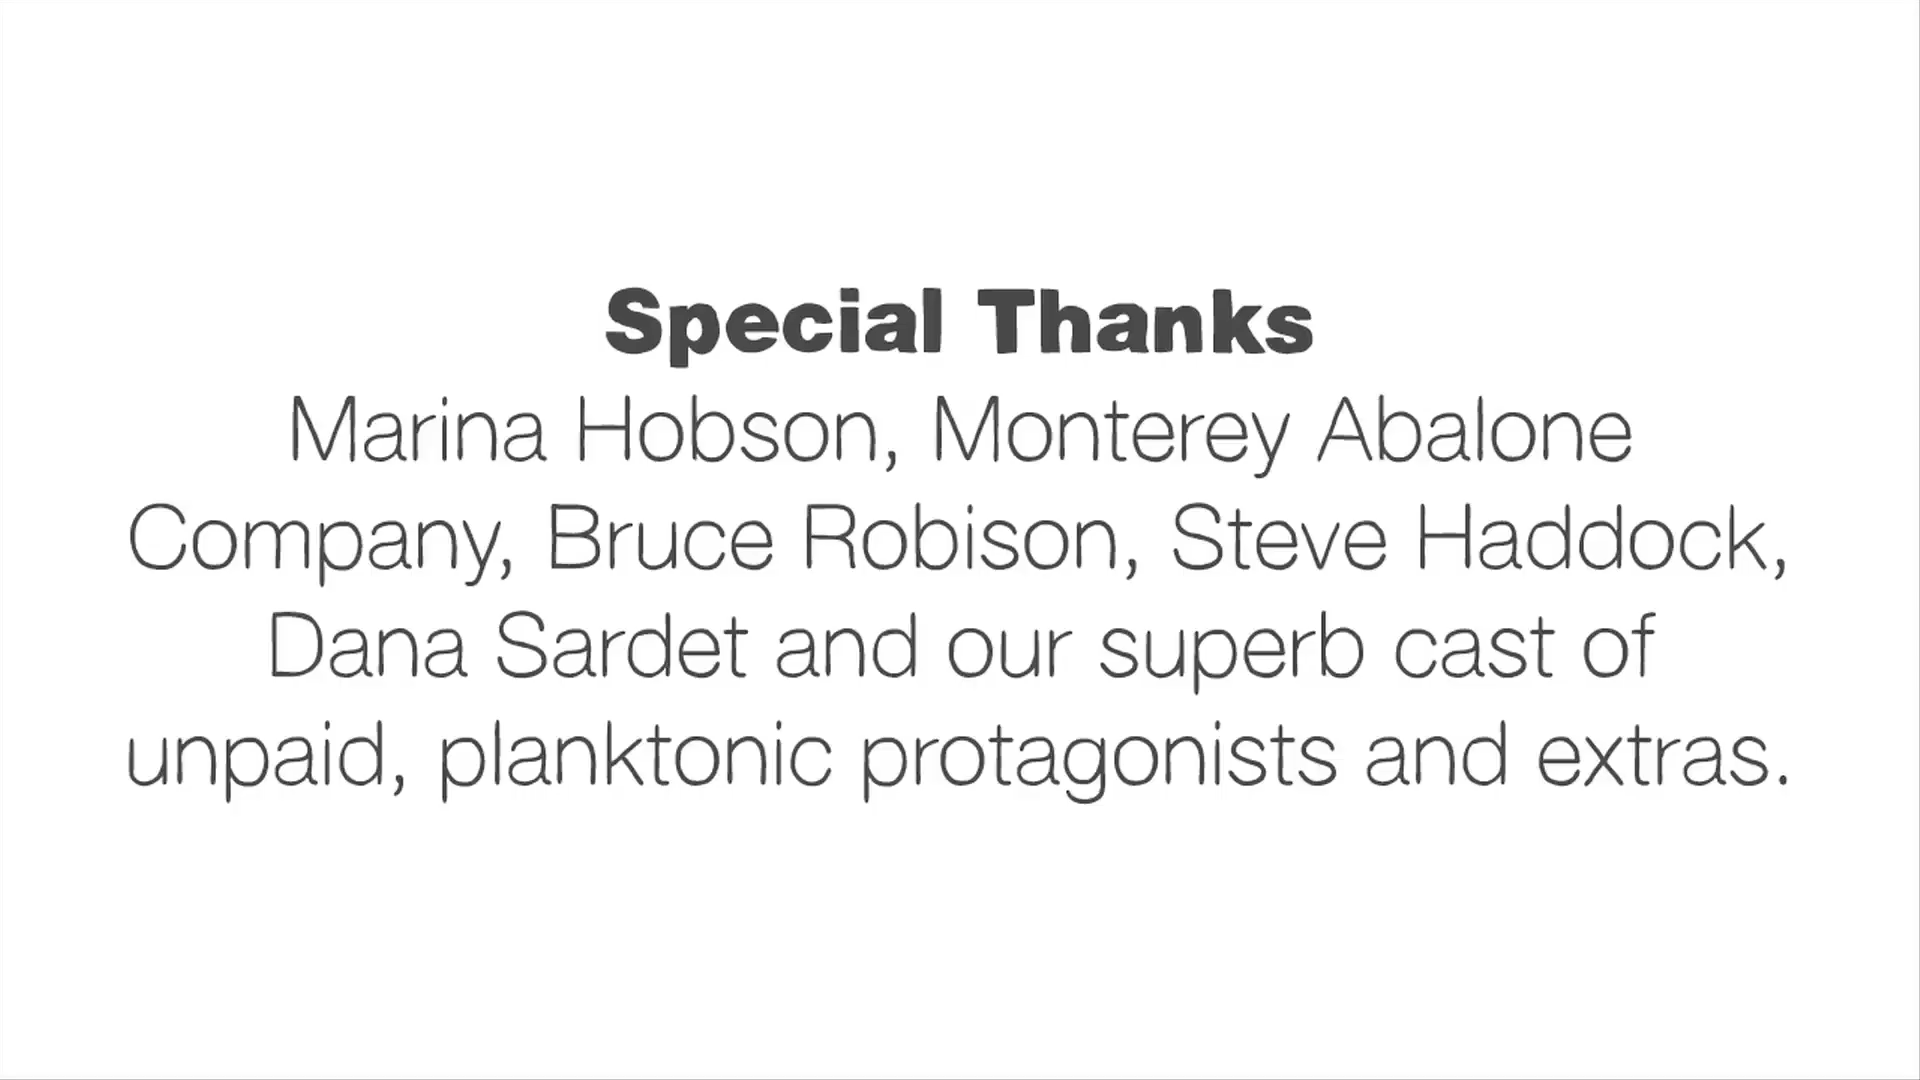 Special Thanks
Marina Hobson, Monterey Abalone
Company, Bruce Robison, Steve Haddock,
Dana Sardet and our superb cast of
unpaid, planktonic protagonists and extras.